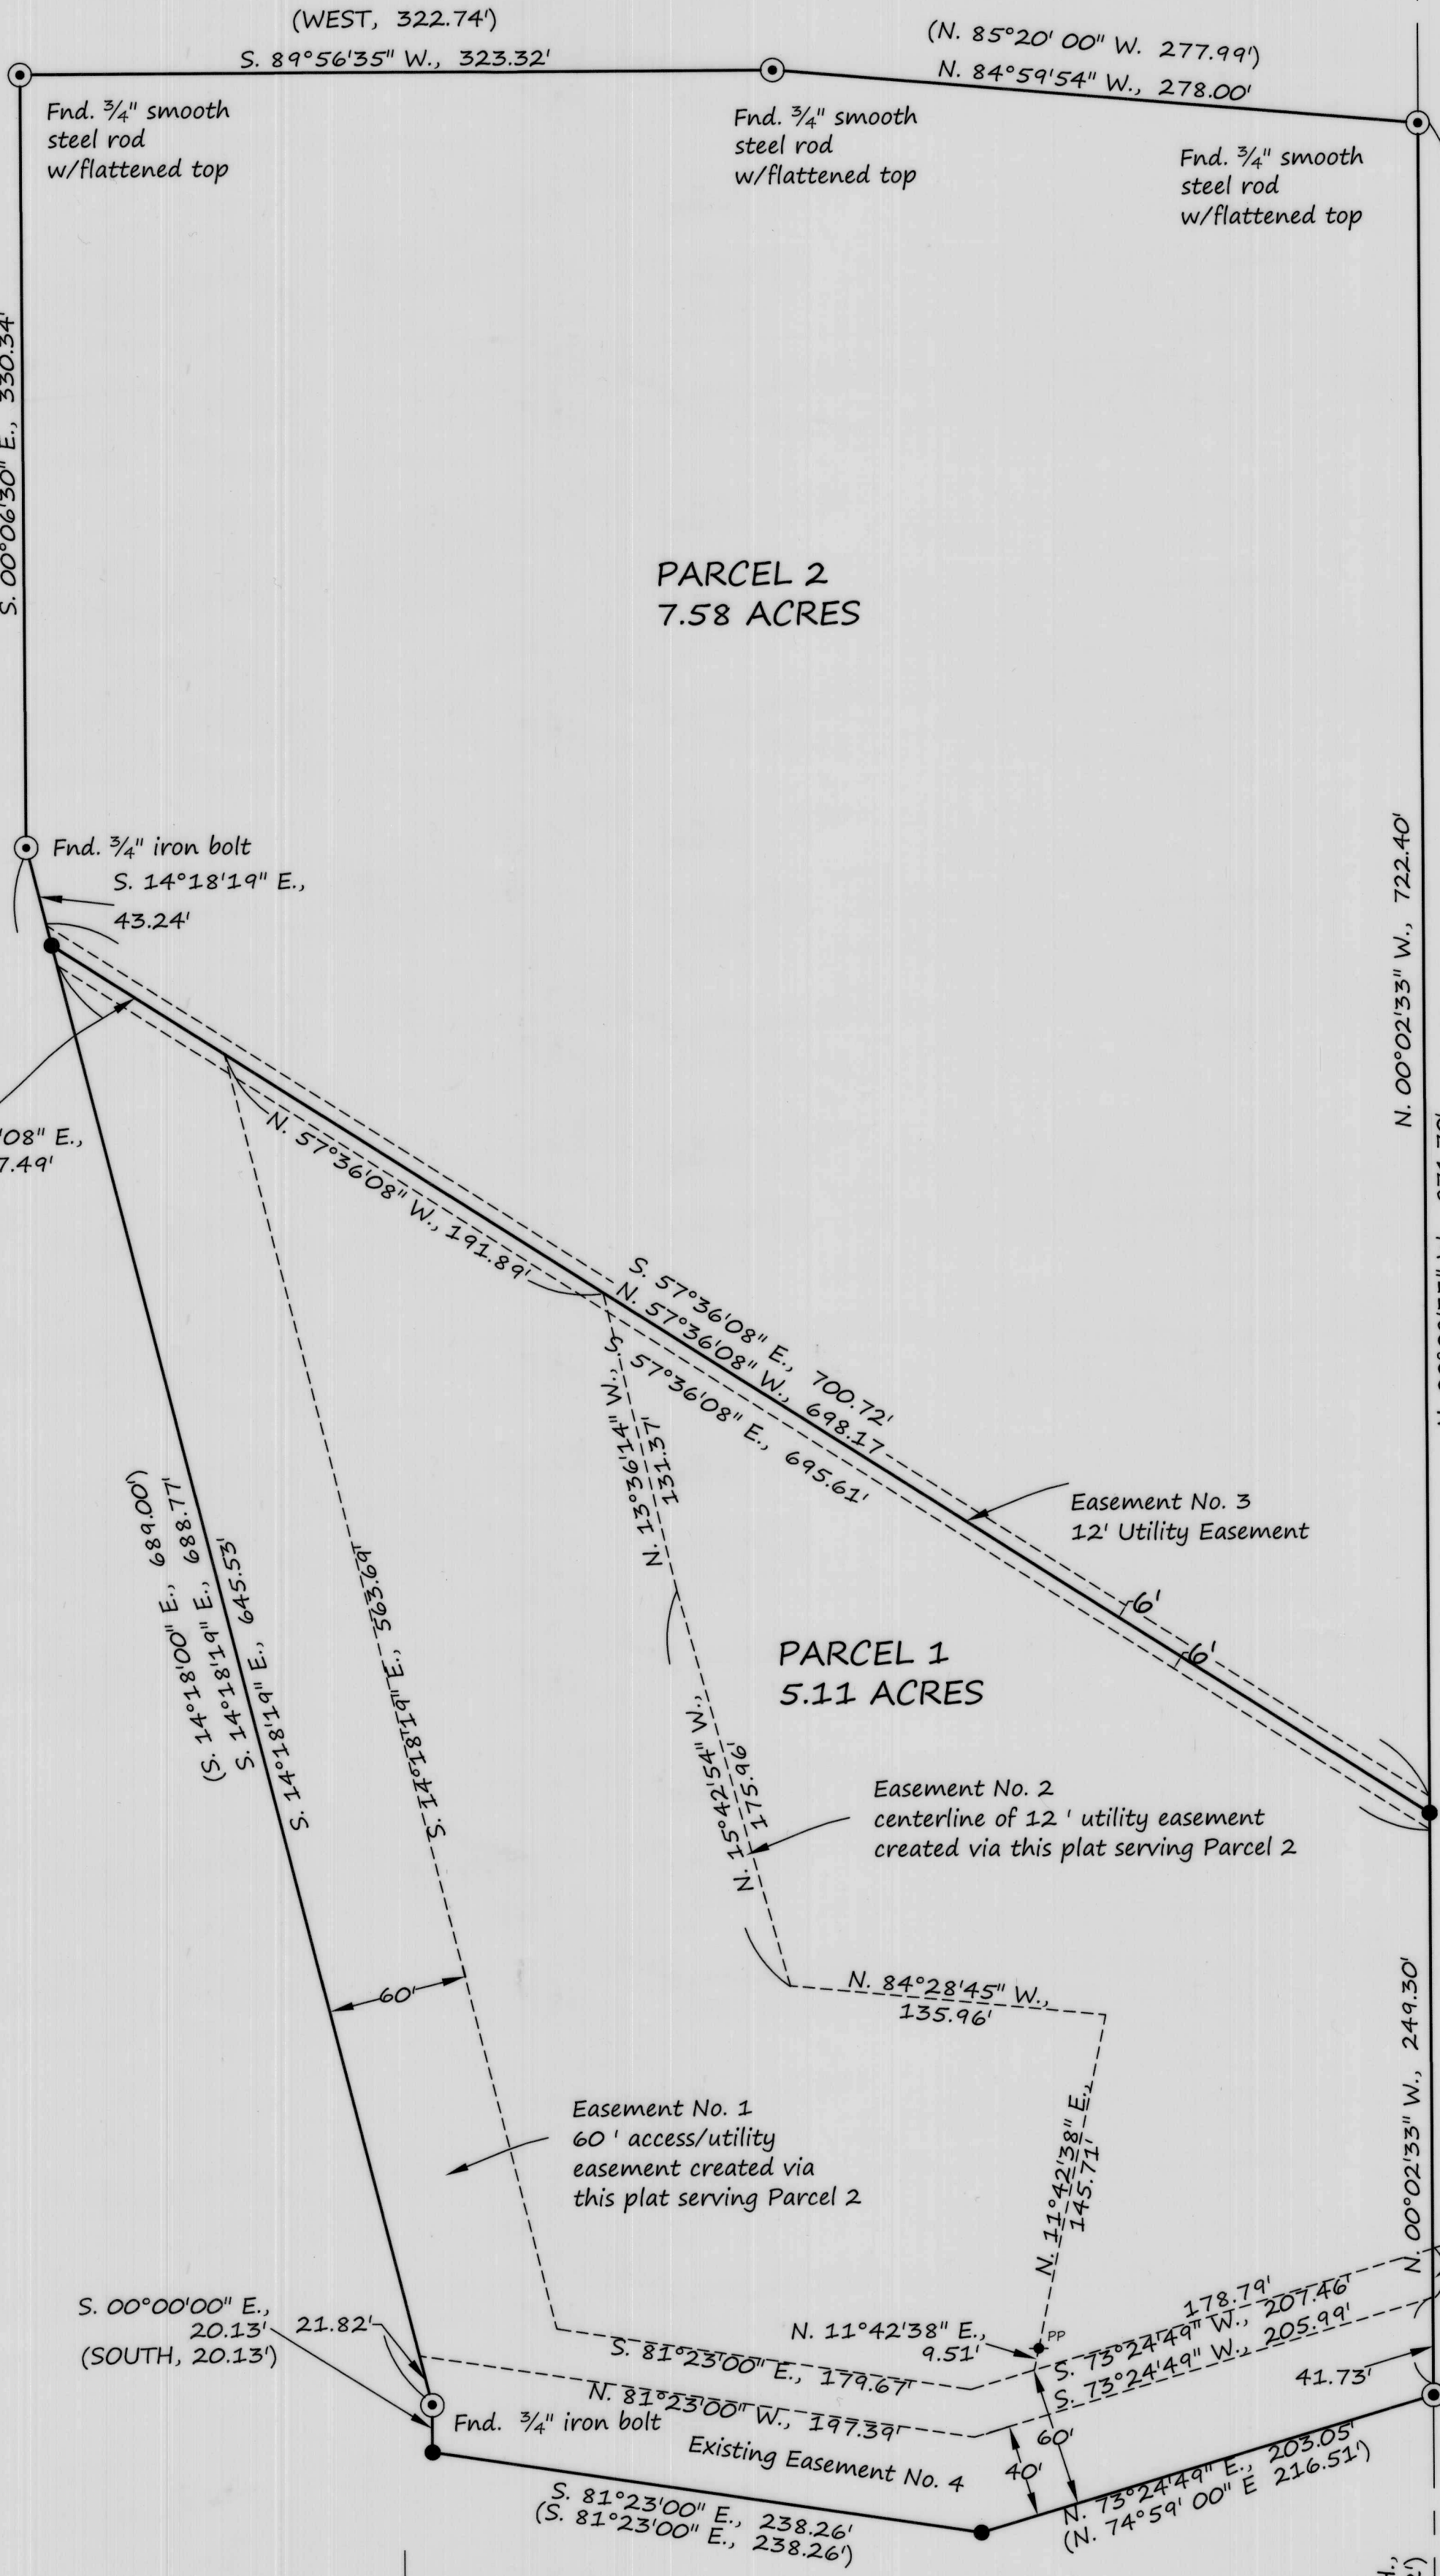 (WEST, 322.74')
S. 89°56'35" W., 323.32'
(N. 85°20' 00" W. 277.99')
N. 84°59'54" W., 278.00'
Fnd. ¾" smooth
steel rod
w/flattened top
Fnd. ¾" smooth
steel rod
w/flattened top
Fnd. ¾" smooth
steel rod
w/flattened top
S. 00°06'30" E., 330.34'
PARCEL 2
7.58 ACRES
N. 00°02'33" W., 722.40'
Fnd. ¾" iron bolt
S. 14°18'19" E.,
43.24'
'08" E.,
7.49'
N. 57°36'08" W., 191.89'
S. 57°36'08" E., 700.72'
N. 57°36'08" W., 698.17'
S. 57°36'08" E., 695.61'
N. 13°36'14" W.,
131.37'
(S. 14°18'00" E., 689.00')
S. 14°18'19" E., 688.77'
S. 14°18'19" E., 645.53'
S. 14°18'19" E., 563.69'
Easement No. 3
12' Utility Easement
6'
6'
PARCEL 1
5.11 ACRES
N. 15°42'54" W.,
175.96'
Easement No. 2
centerline of 12 ' utility easement
created via this plat serving Parcel 2
60'
N. 84°28'45" W.,
135.96'
N. 00°02'33" W., 249.30'
Easement No. 1
60 ' access/utility
easement created via
this plat serving Parcel 2
N. 11°42'38" E.,
145.71'
S. 00°00'00" E.,
20.13'
(SOUTH, 20.13')
21.82'
N. 11°42'38" E.,
9.51'
PP
178.79'
S. 73°24'49" W., 207.46'
S. 73°24'49" W., 205.99'
41.73'
S. 81°23'00" E., 179.67'
N. 81°23'00" W., 197.39'
Fnd. ¾" iron bolt
Existing Easement No. 4
40'
60'
N. 73°24'49" E., 203.05'
(N. 74°59' 00" E 216.51')
S. 81°23'00" E., 238.26'
(S. 81°23'00" E., 238.26')